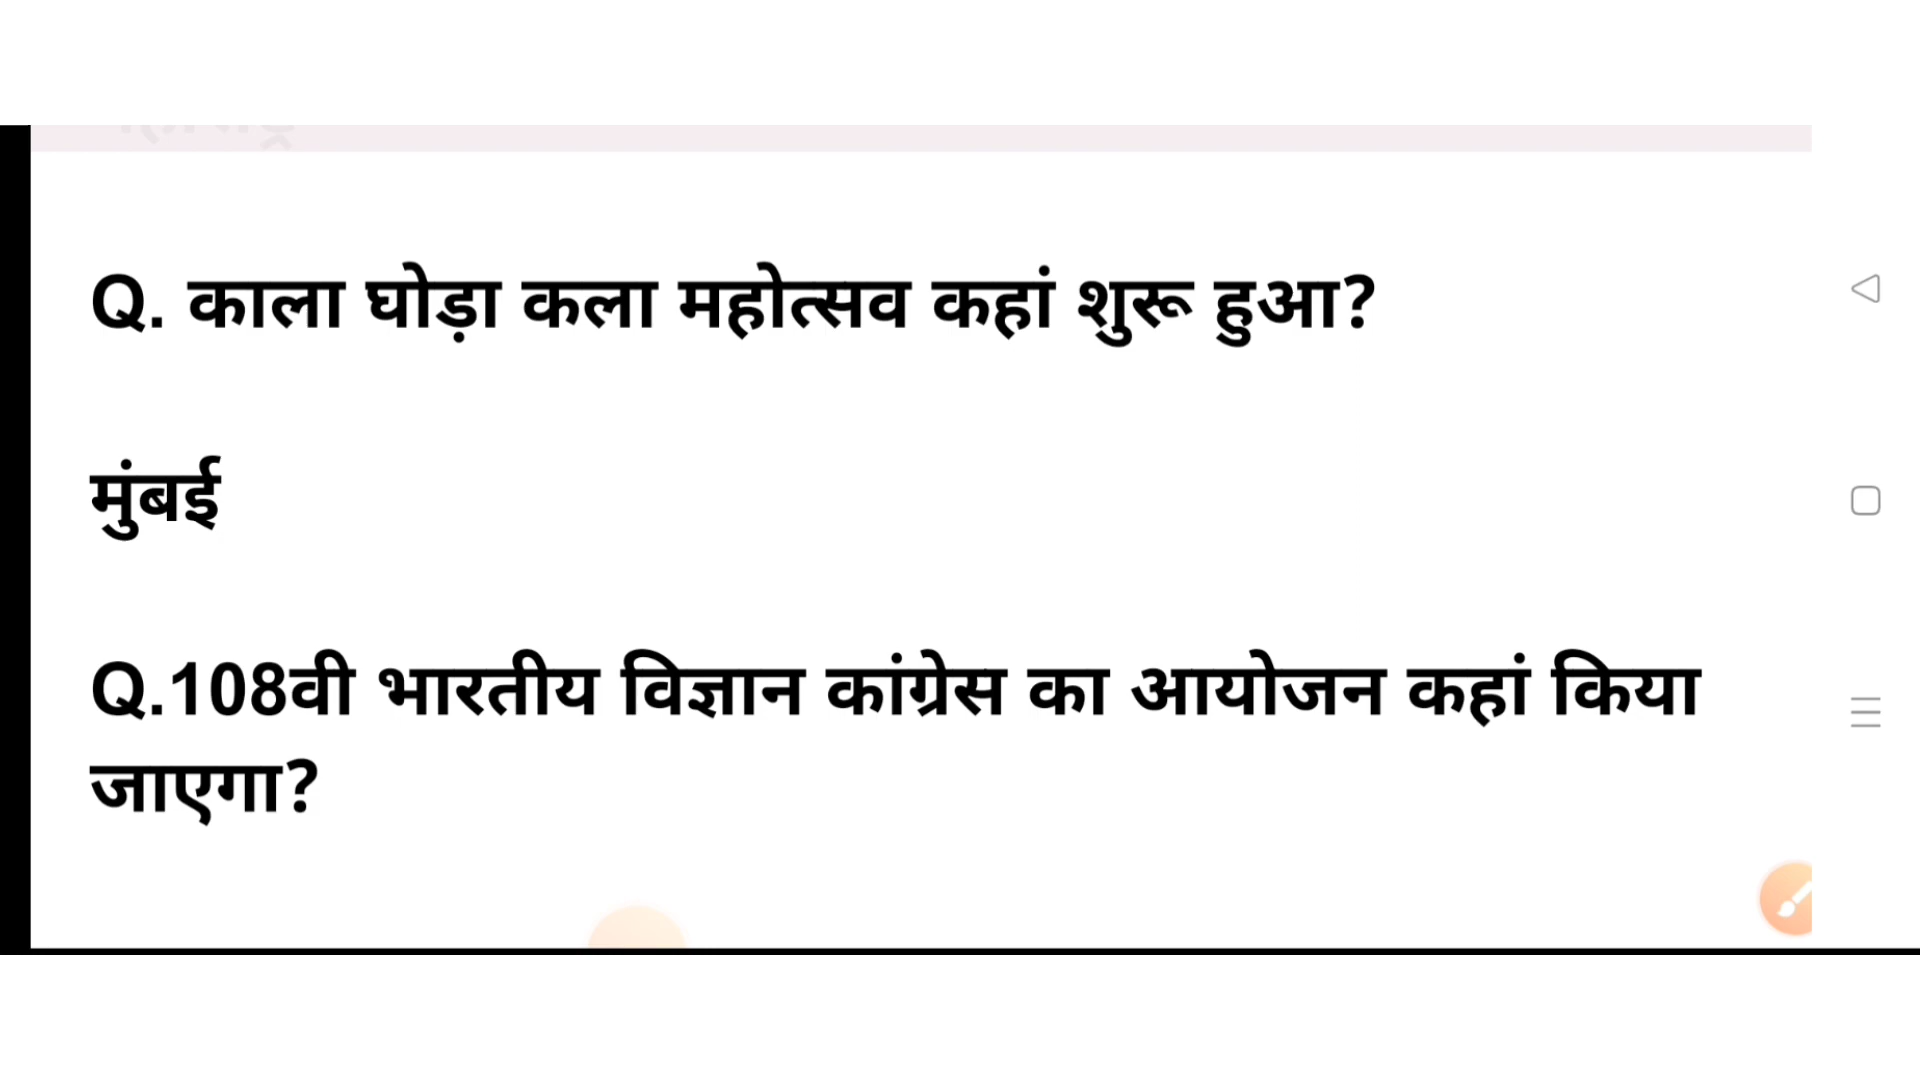 Q. काला घोड़ा कला महोत्सव कहां शुरू हुआ?
मुंबई
Q.108वी भारतीय विज्ञान कांग्रेस का आयोजन कहां किया
जाएगा?